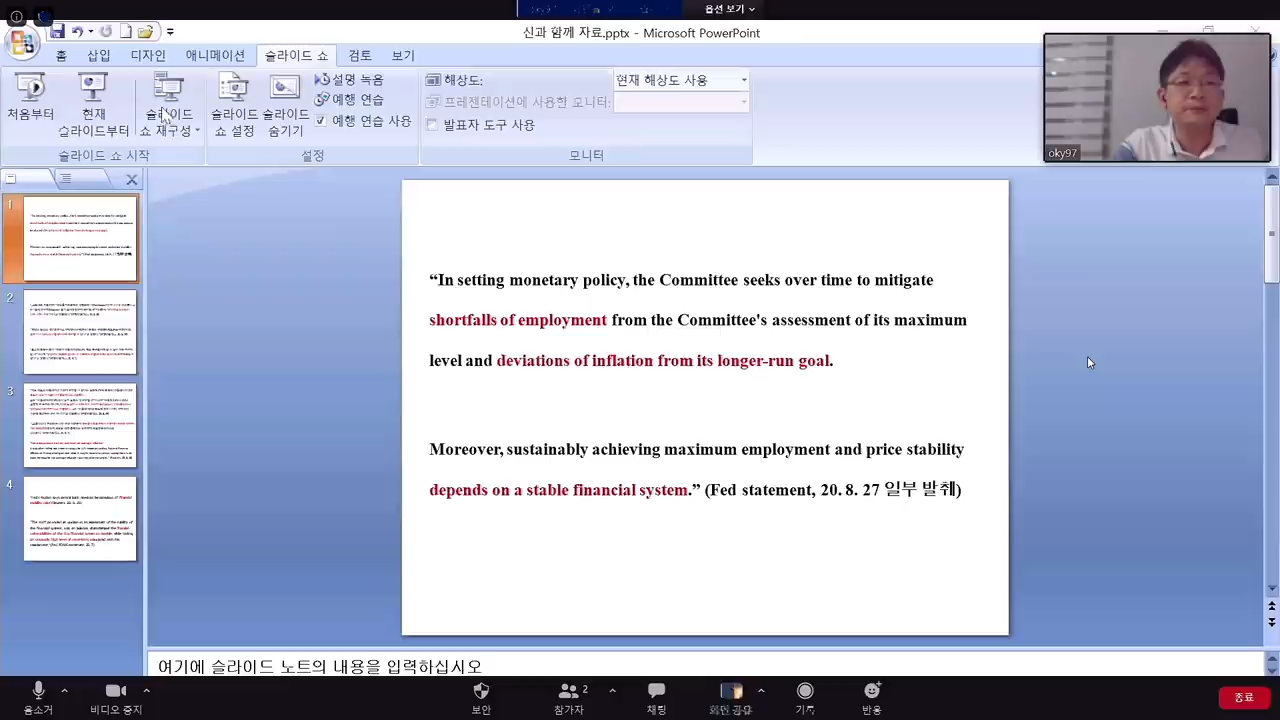 옵션 보기
신과 함께 자료.pptx - Microsoft PowerPoint
홈 삽입 디자인 애니메이션 슬라이드 쇼 검토 보기
처음부터
현재
슬라이드부터
슬라이드
쇼 재구성
슬라이드 쇼 시작
슬라이드
쇼 설정
슬라이드
숨기기
설명 녹음
예행 연습
예행 연습 사용
설정
해상도: 현재 해상도 사용
프레젠테이션에 사용한 모니터:
발표자 도구 사용
모니터
oky97
1
2
3
4
“In setting monetary policy, the Committee seeks over time to mitigate
shortfalls of employment from the Committee's assessment of its maximum
level and deviations of inflation from its longer-run goal.
Moreover, sustainably achieving maximum employment and price stability
depends on a stable financial system.” (Fed statement, 20. 8. 27 일부 발췌)
여기에 슬라이드 노트의 내용을 입력하십시오
음소거 비디오 중지 보안 참가자 2 채팅 화면 공유 기록 반응 종료